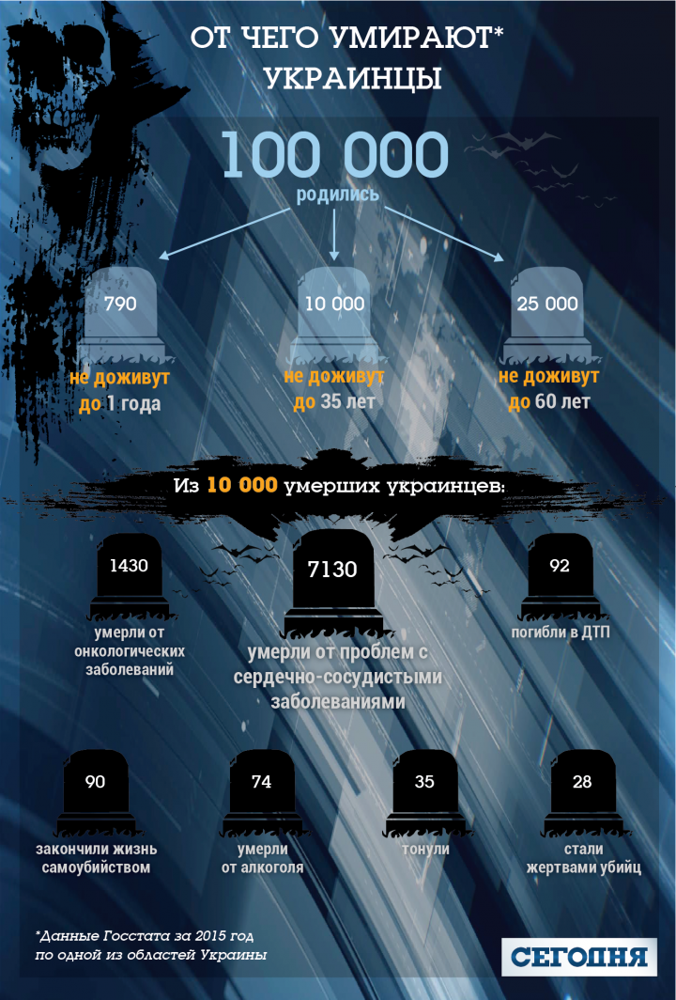 ОТ ЧЕГО УМИРАЮТ*
УКРАИНЦЫ
100 000
родились
790
10 000
25 000
не доживут
до 1 года
не доживут
до 35 лет
не доживут
до 60 лет
Из 10 000 умерших украинцев:
1430
7130
92
умерли от
онкологических
заболеваний
умерли от проблем с
сердечно-сосудистыми
заболеваниями
погибли в ДТП
90
74
35
28
закончили жизнь
самоубийством
умерли
от алкоголя
тонули
стали
жертвами убийц
*Данные Госстата за 2015 год
по одной из областей Украины
СЕГОДНЯ